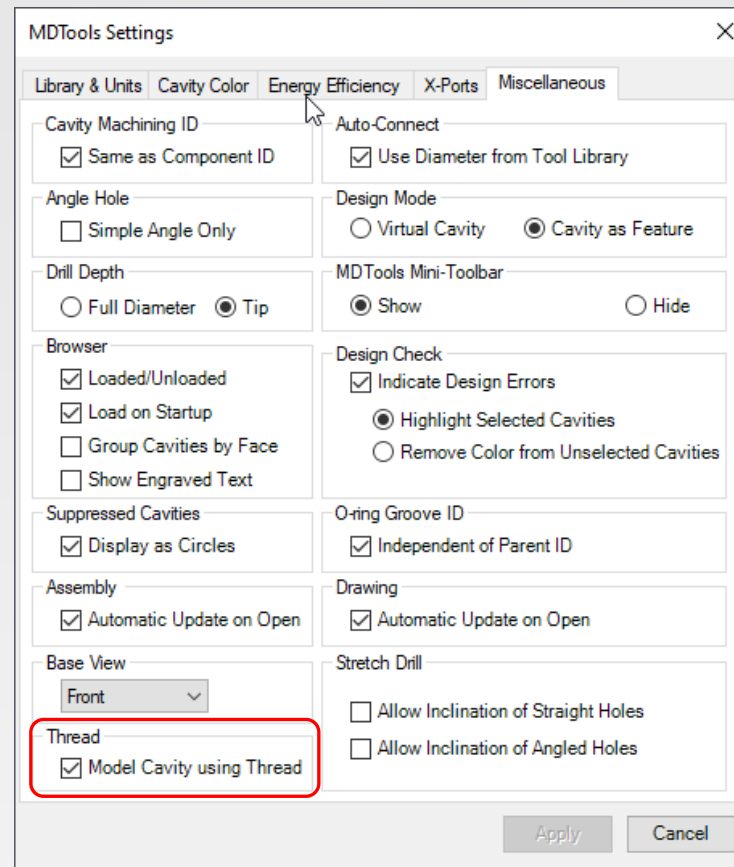 MDTools Settings
Library & Units Cavity Color Energy Efficiency X-Ports Miscellaneous
Cavity Machining ID
Same as Component ID
Auto-Connect
Use Diameter from Tool Library
Angle Hole
Simple Angle Only
Design Mode
Virtual Cavity Cavity as Feature
Drill Depth
Full Diameter Tip
MDTools Mini-Toolbar
Show Hide
Browser
Loaded/Unloaded
Load on Startup
Group Cavities by Face
Show Engraved Text
Design Check
Indicate Design Errors
Highlight Selected Cavities
Remove Color from Unselected Cavities
Suppressed Cavities
Display as Circles
O-ring Groove ID
Independent of Parent ID
Assembly
Automatic Update on Open
Drawing
Automatic Update on Open
Base View
Front
Stretch Drill
Allow Inclination of Straight Holes
Allow Inclination of Angled Holes
Thread
Model Cavity using Thread
Apply Cancel